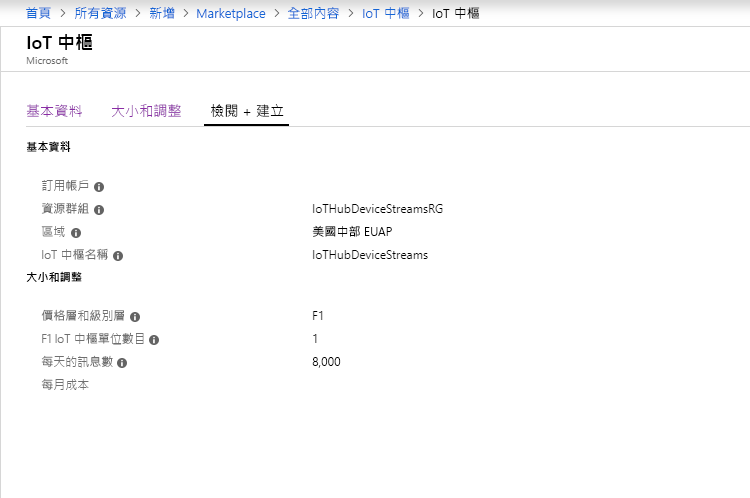 首頁 > 所有資源 > 新增 > Marketplace > 全部內容 > IoT 中樞 > IoT 中樞
IoT 中樞
Microsoft
基本資料 大小和調整 檢閱 + 建立
基本資料
訂用帳戶
資源群組 IoTHubDeviceStreamsRG
區域 美國中部 EUAP
IoT 中樞名稱 IoTHubDeviceStreams
大小和調整
價格層和級別層 F1
F1 IoT 中樞單位數目 1
每天的訊息數 8,000
每月成本